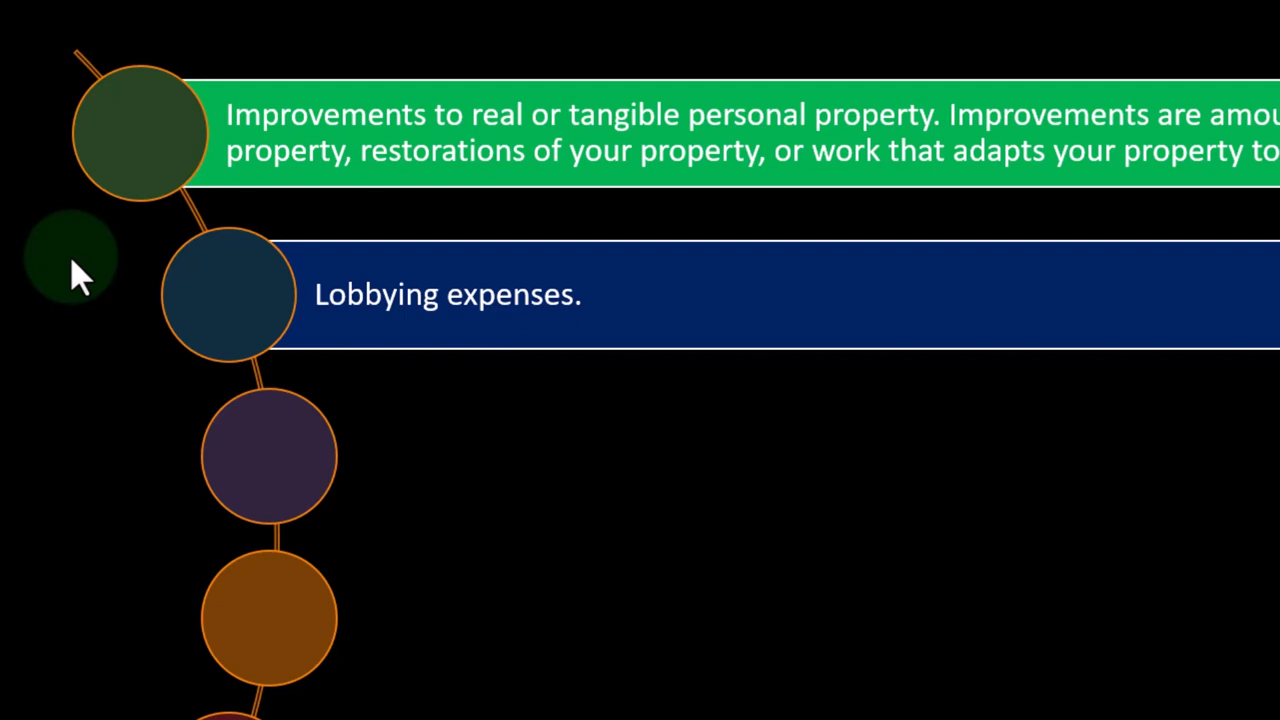 Improvements to real or tangible personal property. Improvements are
property, restorations of your property, or work that adapts your property to
Lobbying expenses.